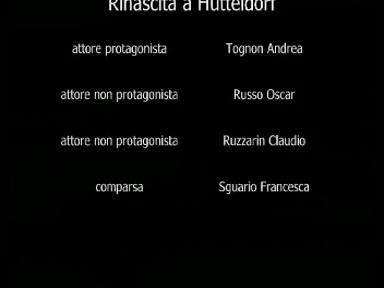 Rinascita a Hutteldorf
attore protagonista Tognon Andrea
attore non protagonista Russo Oscar
attore non protagonista Ruzzarin Claudio
comparsa Sguario Francesca